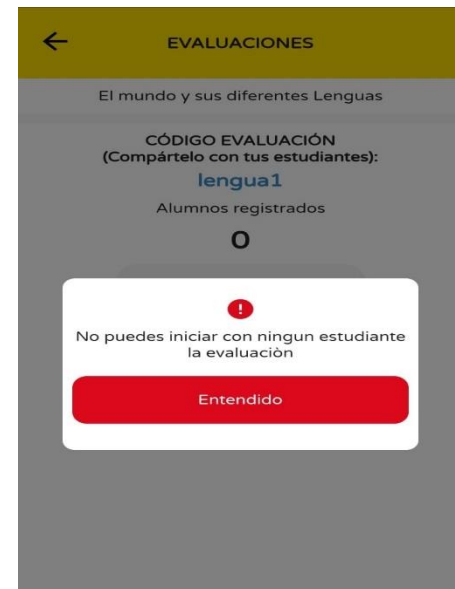 EVALUACIONES
El mundo y sus diferentes Lenguas
CÓDIGO EVALUACIÓN
(Compártelo con tus estudiantes):
lengua1
Alumnos registrados
0
No puedes iniciar con ningun estudiante
la evaluaciòn
Entendido